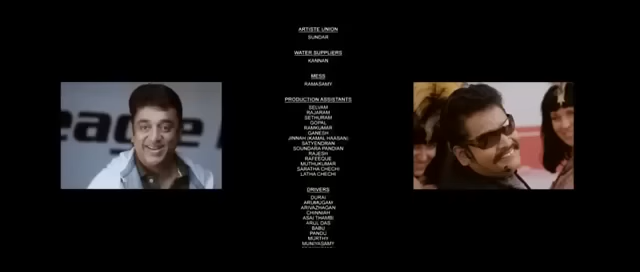 ARTISTE UNION
SUNDAR
WATER SUPPLIERS
KANNAN
MESS
RAMASAMY
PRODUCTION ASSISTANTS
SELVAM
RAJARAM
SETHURAM
GOPAL
RAMKUMAR
GANESH
JINNAH (KAMAL HAASAN)
SATYENDRAN
SOUNDARA PANDIAN
RAJESH
RAFEEQUE
MUTHUKUMAR
SARATHA CHECHI
LATHA CHECHI
DRIVERS
DURAI
ARUMUGAM
ARIVAZHAGAN
CHINNIAH
ASAI THAMBI
ARUL DAS
BABU
PANDU
MURTHY
MUNIYASAMY
eague